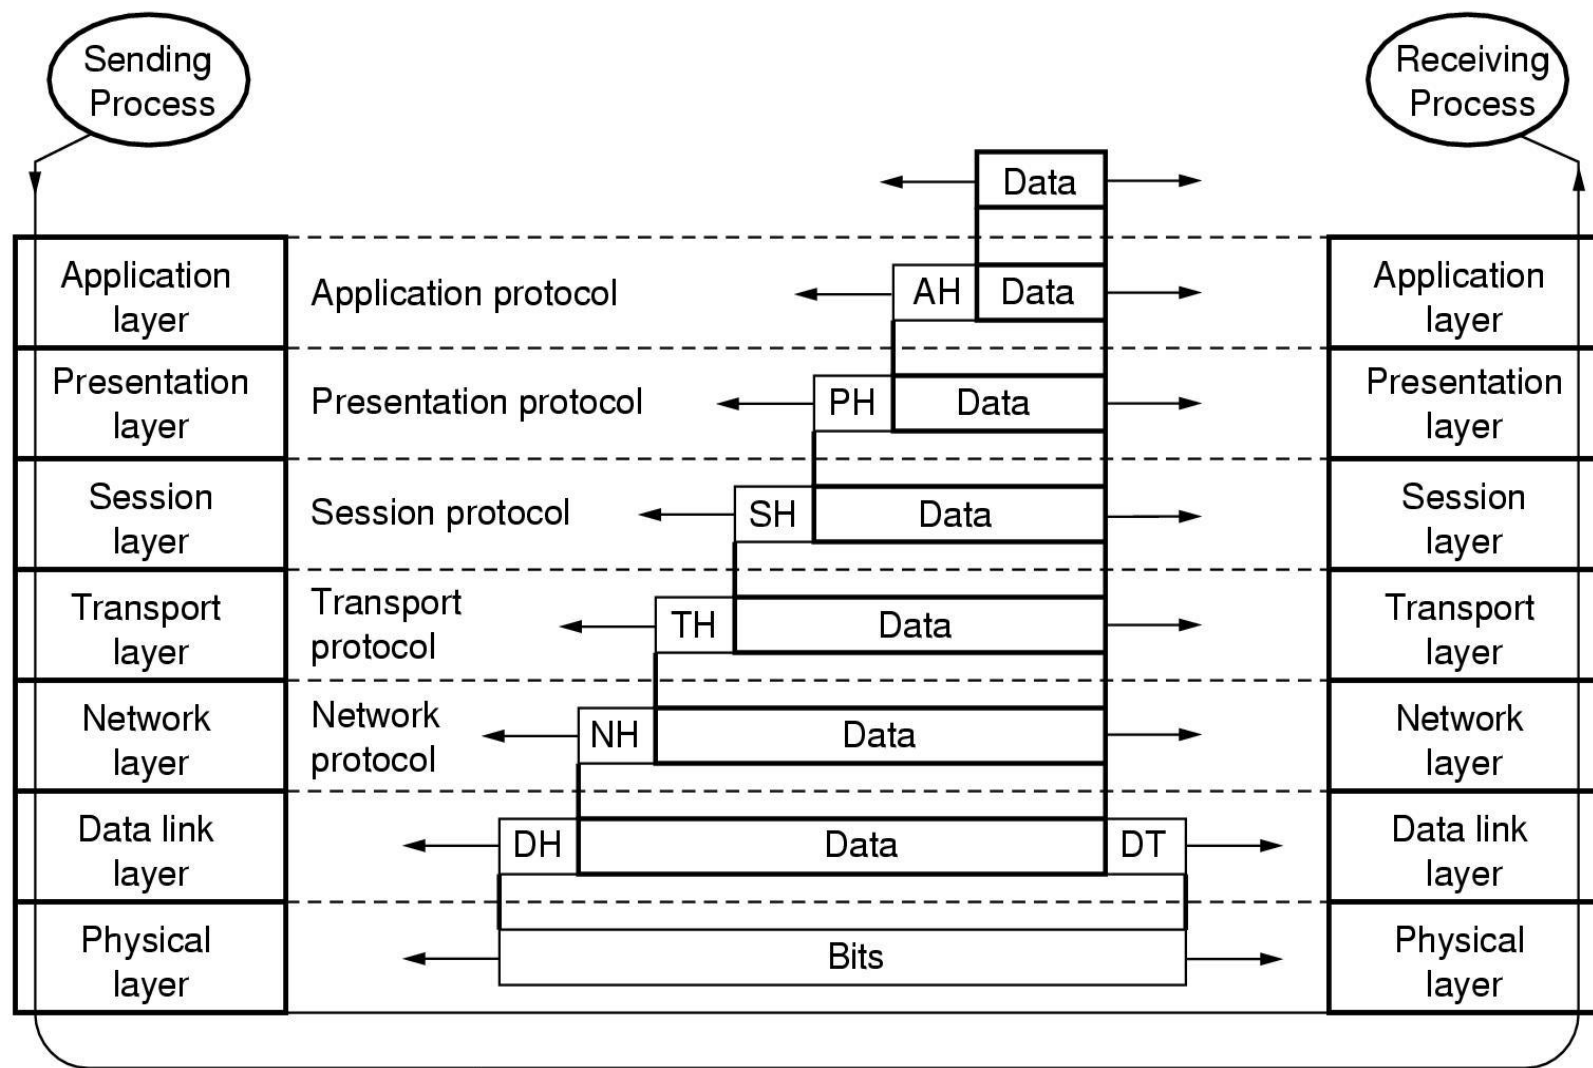 Sending
Process
Receiving
Process
Data
Application
layer
Application protocol
AH
Data
Application
layer
Presentation
layer
Presentation protocol
PH
Data
Presentation
layer
Session
layer
Session protocol
SH
Data
Session
layer
Transport
layer
Transport
protocol
TH
Data
Transport
layer
Network
layer
Network
protocol
NH
Data
Network
layer
Data link
layer
DH
Data
DT
Data link
layer
Physical
layer
Bits
Physical
layer